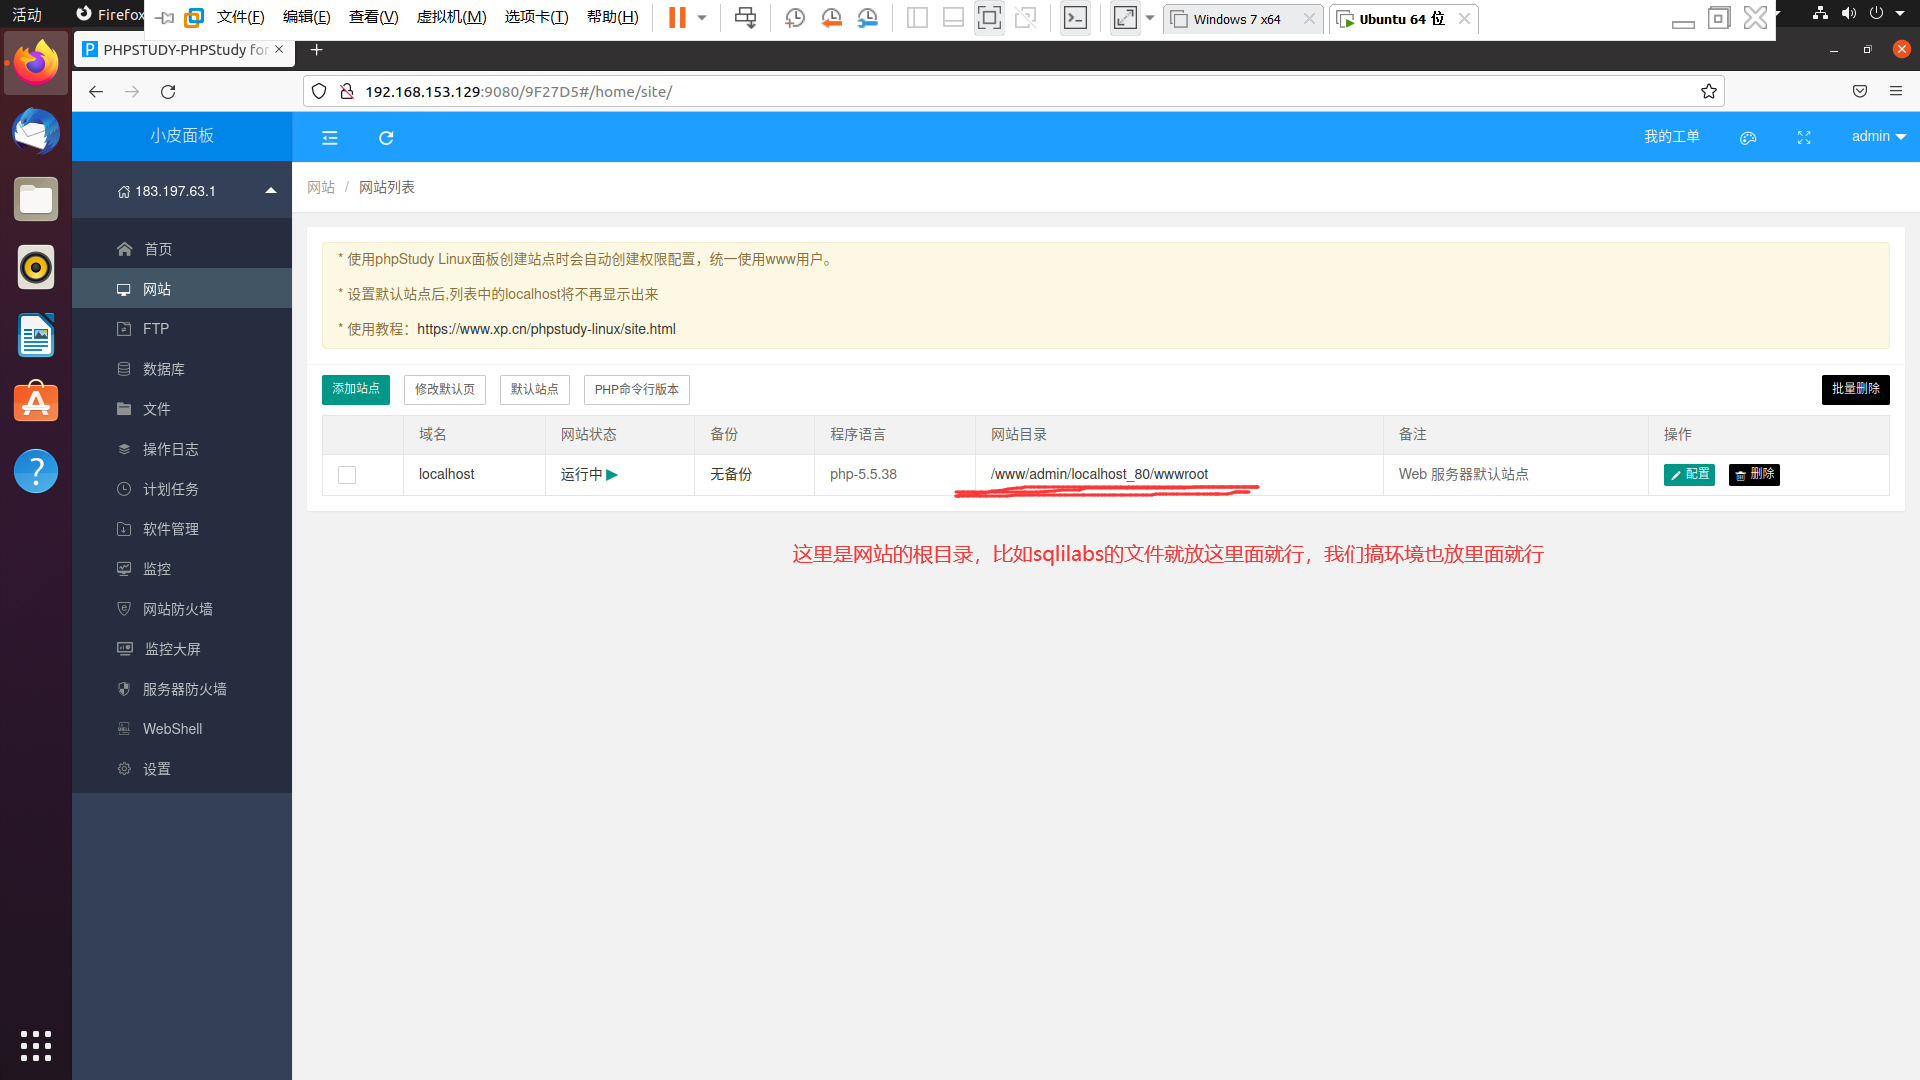 活动
Firefox
文件(F) 编辑(E) 查看(V) 虚拟机(M) 选项卡(T) 帮助(H)
Windows 7 x64
Ubuntu 64 位
PHPSTUDY-PHPStudy for
192.168.153.129:9080/9F27D5#/home/site/
小皮面板
我的工单
admin
183.197.63.1
首页
网站
FTP
数据库
文件
操作日志
计划任务
软件管理
监控
网站防火墙
监控大屏
服务器防火墙
WebShell
设置
网站 / 网站列表
* 使用phpStudy Linux面板创建站点时会自动创建权限配置，统一使用www用户。
* 设置默认站点后,列表中的localhost将不再显示出来
* 使用教程：https://www.xp.cn/phpstudy-linux/site.html
添加站点 修改默认页 默认站点 PHP命令行版本 批量删除
域名 网站状态 备份 程序语言 网站目录 备注 操作
localhost 运行中 无备份 php-5.5.38 /www/admin/localhost_80/wwwroot Web 服务器默认站点 配置 删除
这里是网站的根目录，比如sqlilabs的文件就放这里面就行，我们搞环境也放里面就行